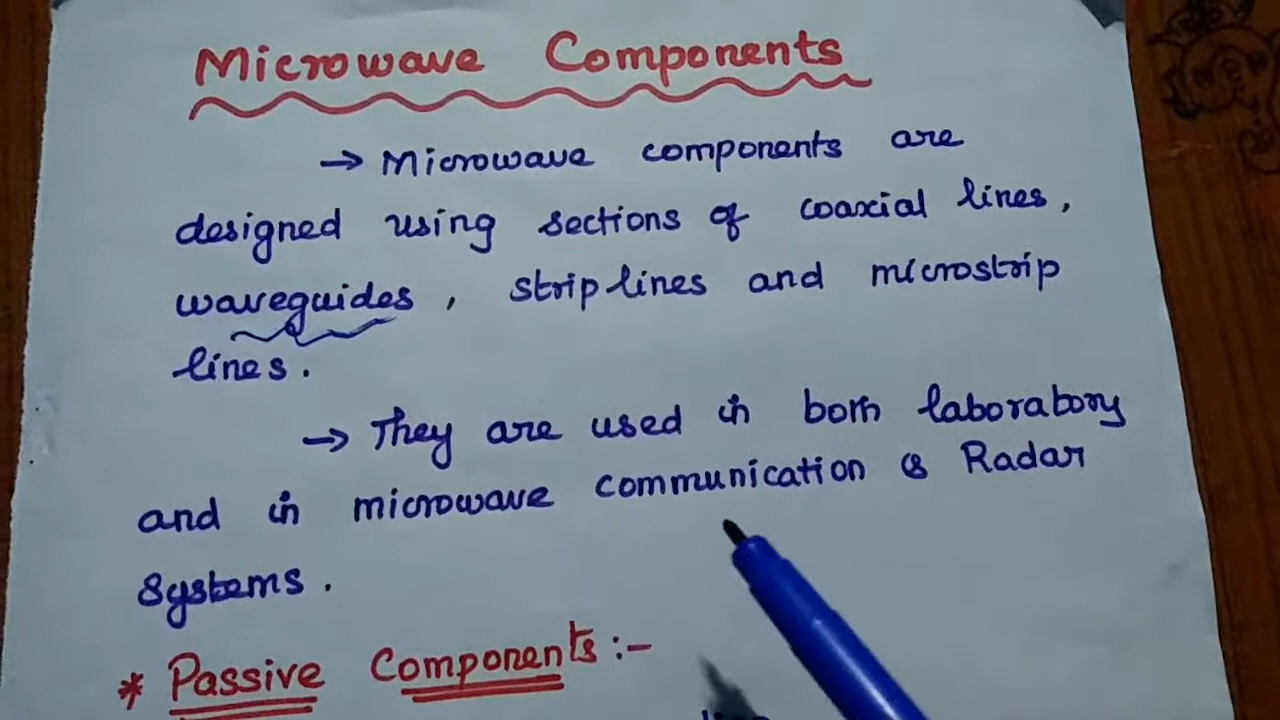 Microwave Components
→ Microwave components are
designed using sections of coaxial lines,
waveguides, strip lines and microstrip
lines.
→ They are used in both laboratory
and in microwave communication & Radar
systems.
* Passive Components :-